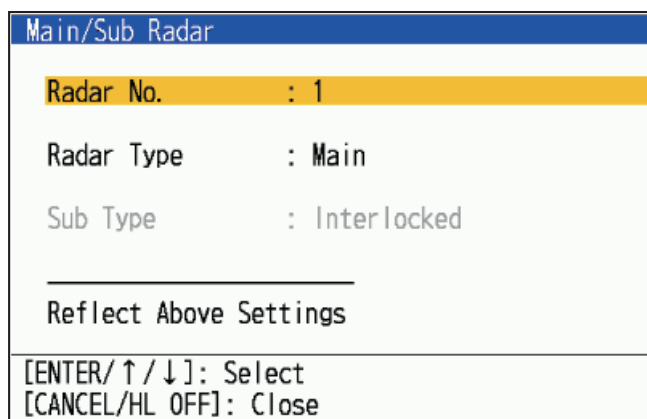 Main/Sub Radar
Radar No. : 1
Radar Type : Main
Sub Type : Interlocked
Reflect Above Settings
[ENTER/↑/↓]: Select
[CANCEL/HL OFF]: Close